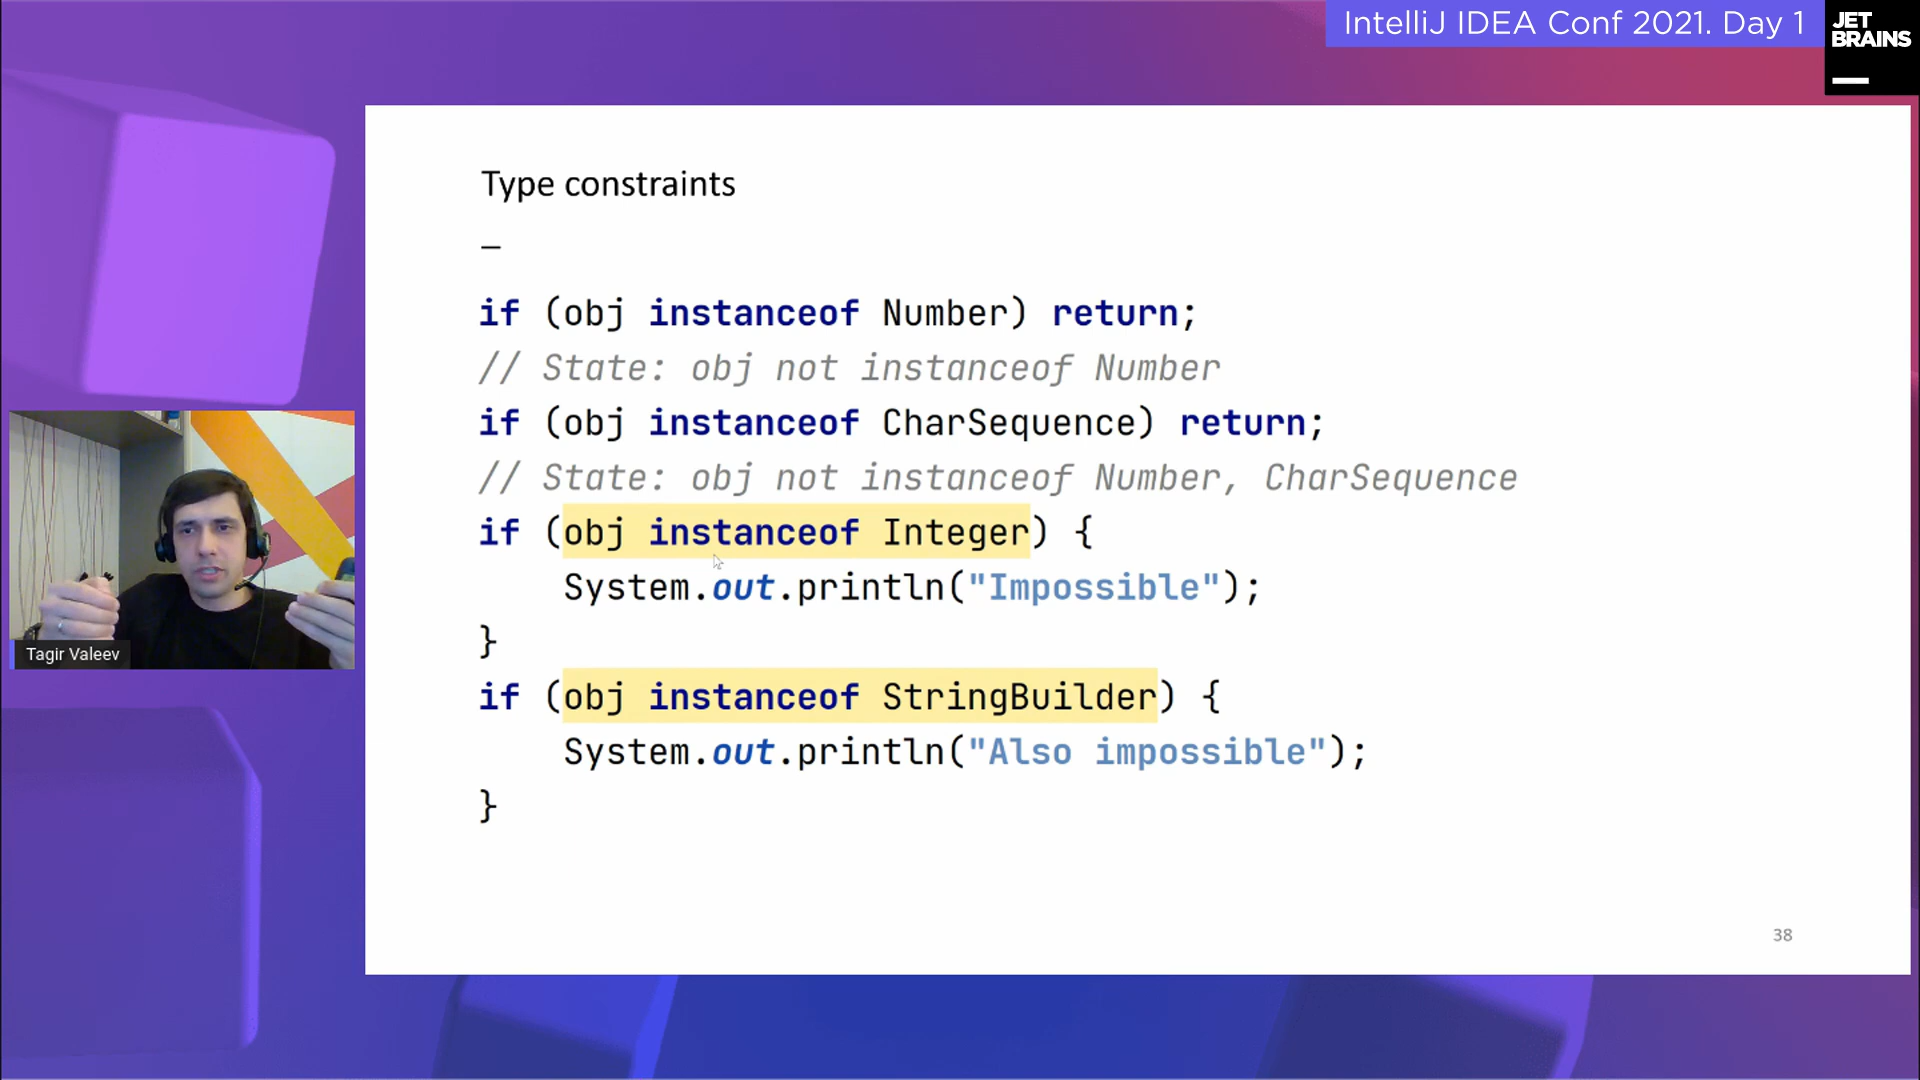 IntelliJ IDEA Conf 2021. Day 1
JET
BRAINS
Type constraints
–
if (obj instanceof Number) return;
// State: obj not instanceof Number
if (obj instanceof CharSequence) return;
// State: obj not instanceof Number, CharSequence
if (obj instanceof Integer) {
System.out.println("Impossible");
}
if (obj instanceof StringBuilder) {
System.out.println("Also impossible");
}
38
Tagir Valeev